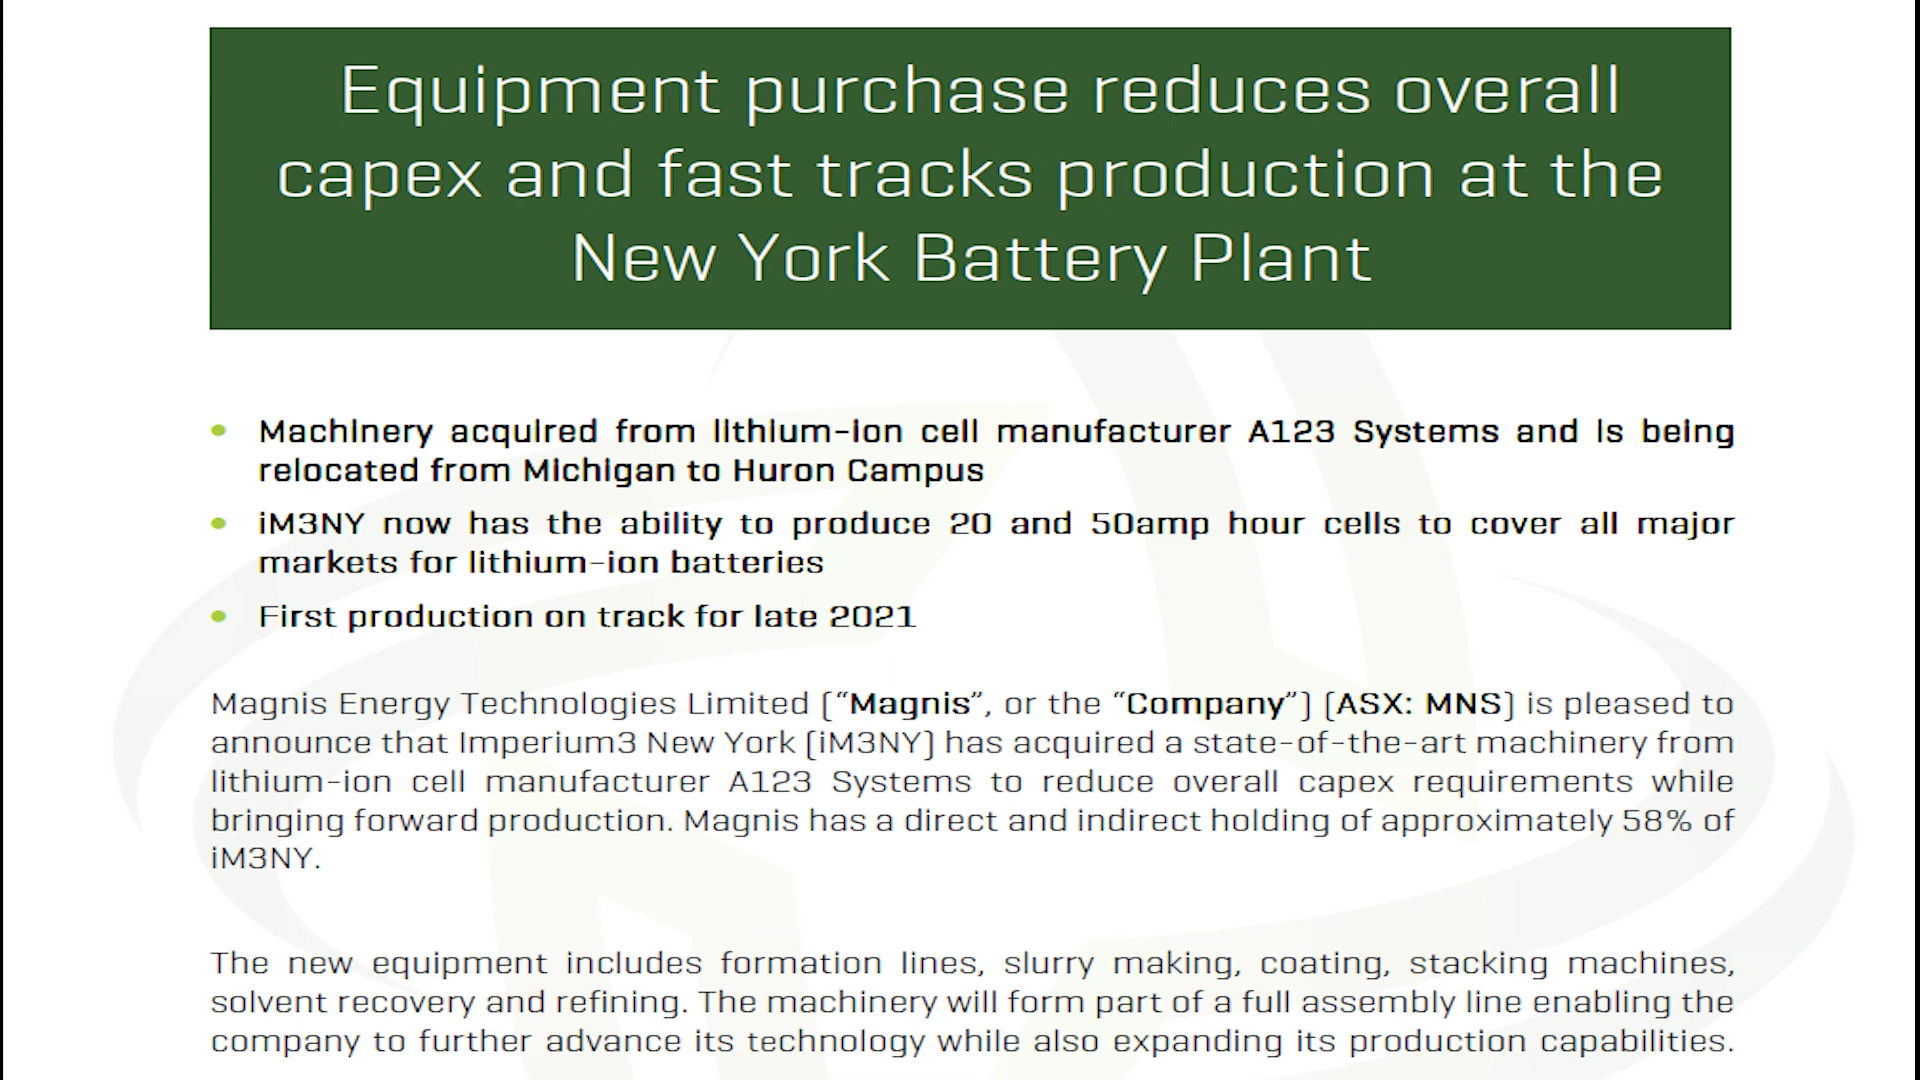 Equipment purchase reduces overall
capex and fast tracks production at the
New York Battery Plant
• Machinery acquired from lithium-ion cell manufacturer A123 Systems and is being
relocated from Michigan to Huron Campus
• iM3NY now has the ability to produce 20 and 50amp hour cells to cover all major
markets for lithium-ion batteries
• First production on track for late 2021
Magnis Energy Technologies Limited (“Magnis”, or the “Company”) (ASX: MNS) is pleased to
announce that Imperium3 New York (iM3NY) has acquired a state-of-the-art machinery from
lithium-ion cell manufacturer A123 Systems to reduce overall capex requirements while
bringing forward production. Magnis has a direct and indirect holding of approximately 58% of
iM3NY.
The new equipment includes formation lines, slurry making, coating, stacking machines,
solvent recovery and refining. The machinery will form part of a full assembly line enabling the
company to further advance its technology while also expanding its production capabilities.